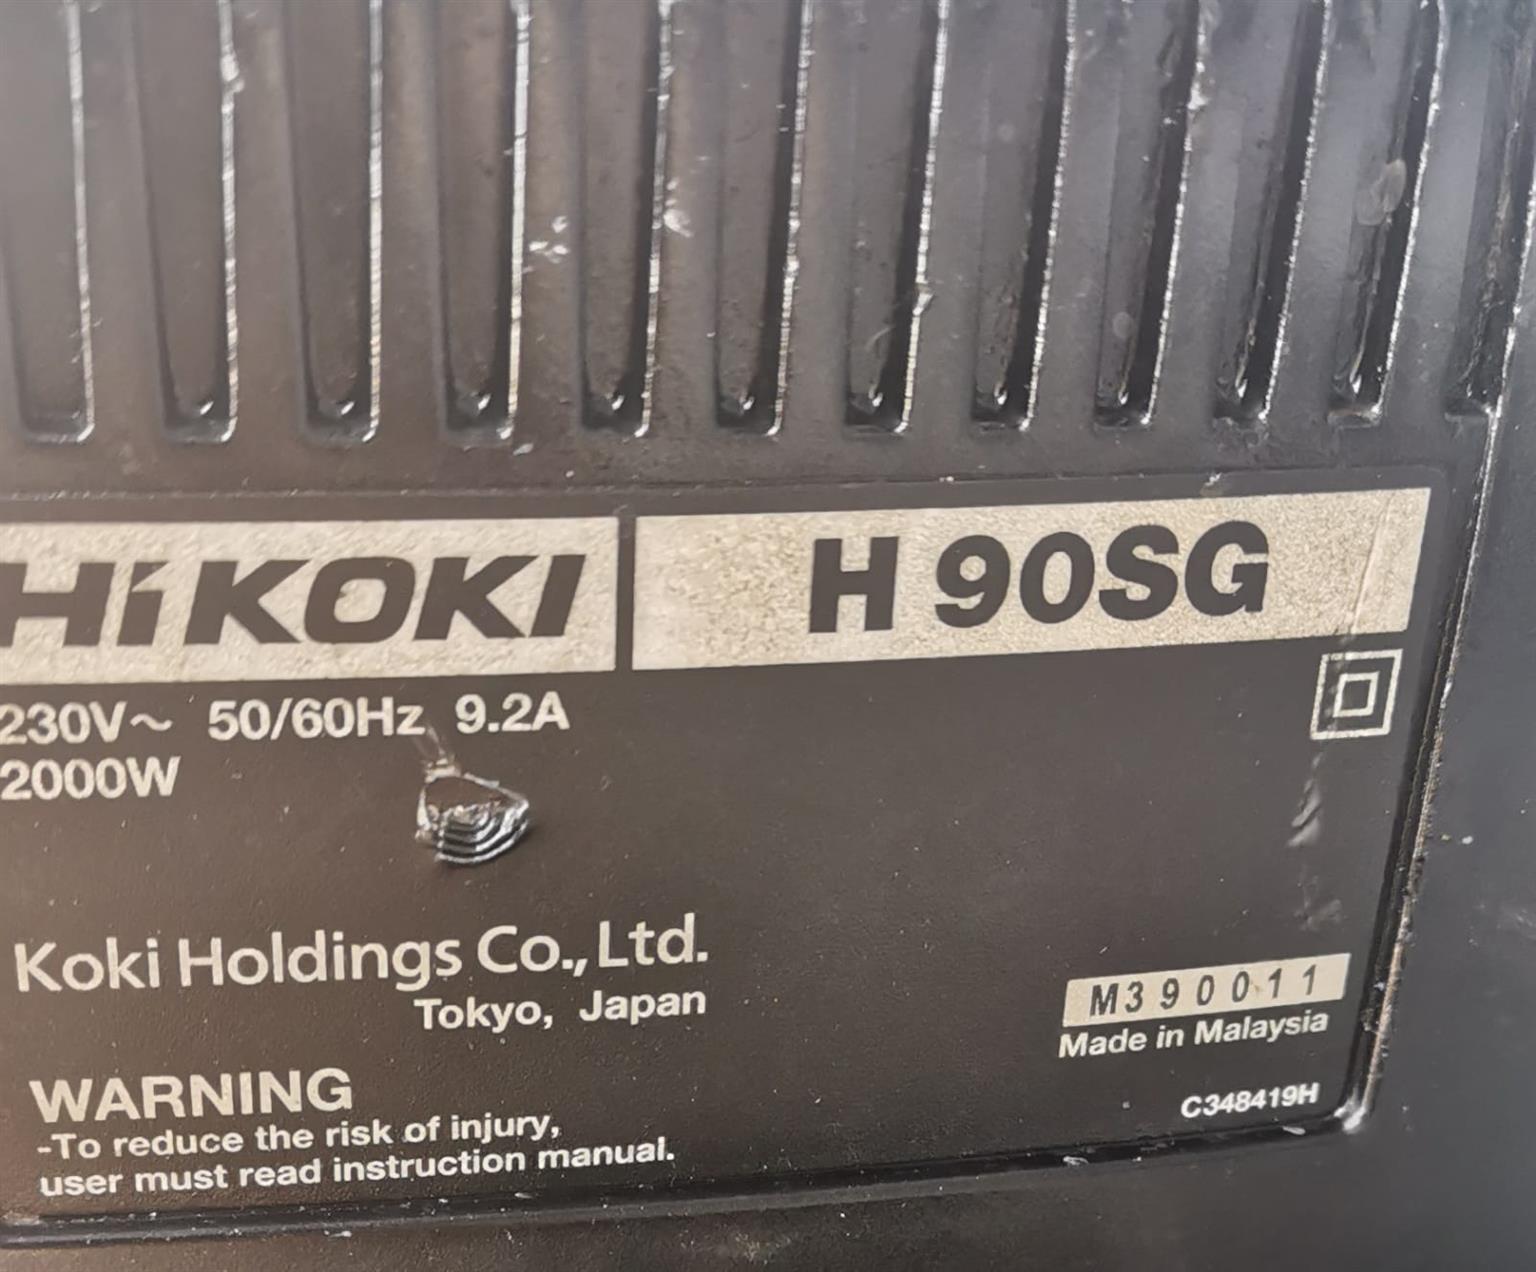 HiKOKI H90SG
230V~ 50/60Hz 9.2A
2000W
Koki Holdings Co., Ltd.
Tokyo, Japan
M390011
Made in Malaysia
C348419H
WARNING
-To reduce the risk of injury,
user must read instruction manual.